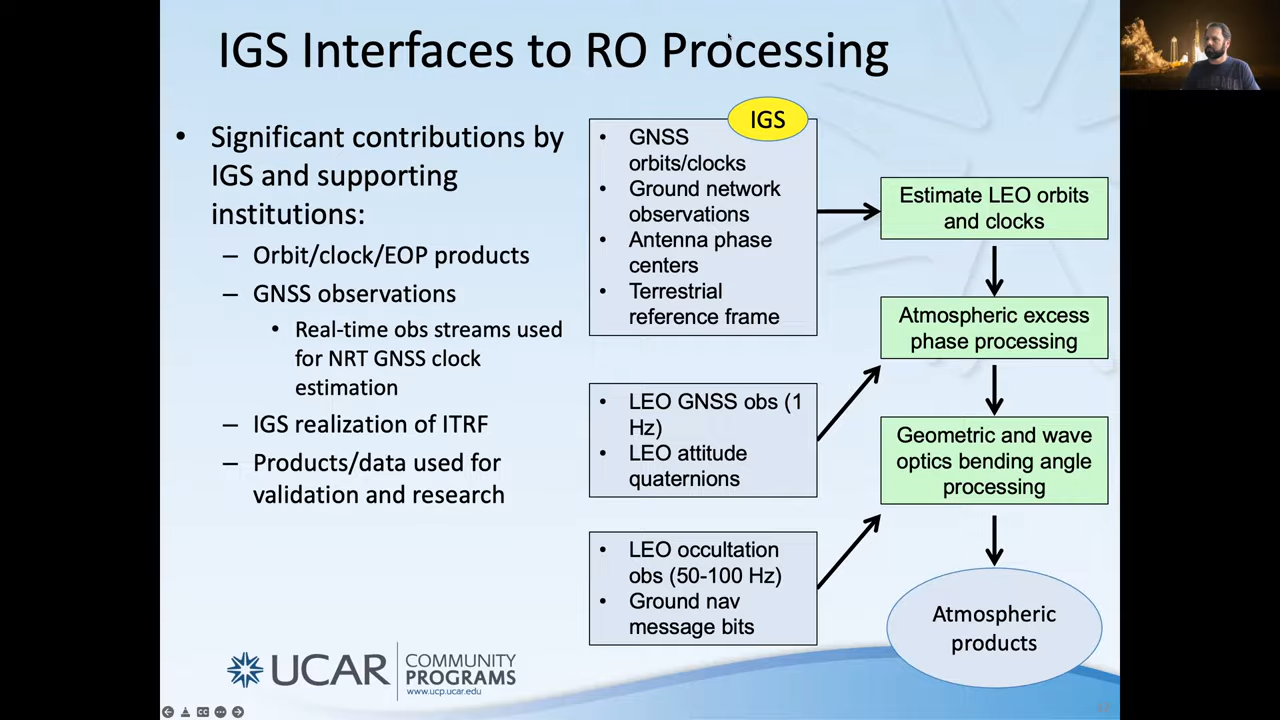 IGS Interfaces to RO Processing
• Significant contributions by
IGS and supporting
institutions:
– Orbit/clock/EOP products
– GNSS observations
• Real-time obs streams used
for NRT GNSS clock
estimation
– IGS realization of ITRF
– Products/data used for
validation and research
IGS
• GNSS
orbits/clocks
• Ground network
observations
• Antenna phase
centers
• Terrestrial
reference frame
• LEO GNSS obs (1
Hz)
• LEO attitude
quaternions
• LEO occultation
obs (50-100 Hz)
• Ground nav
message bits
Estimate LEO orbits
and clocks
Atmospheric excess
phase processing
Geometric and wave
optics bending angle
processing
Atmospheric
products
UCAR
COMMUNITY
PROGRAMS
www.ucp.ucar.edu
CC